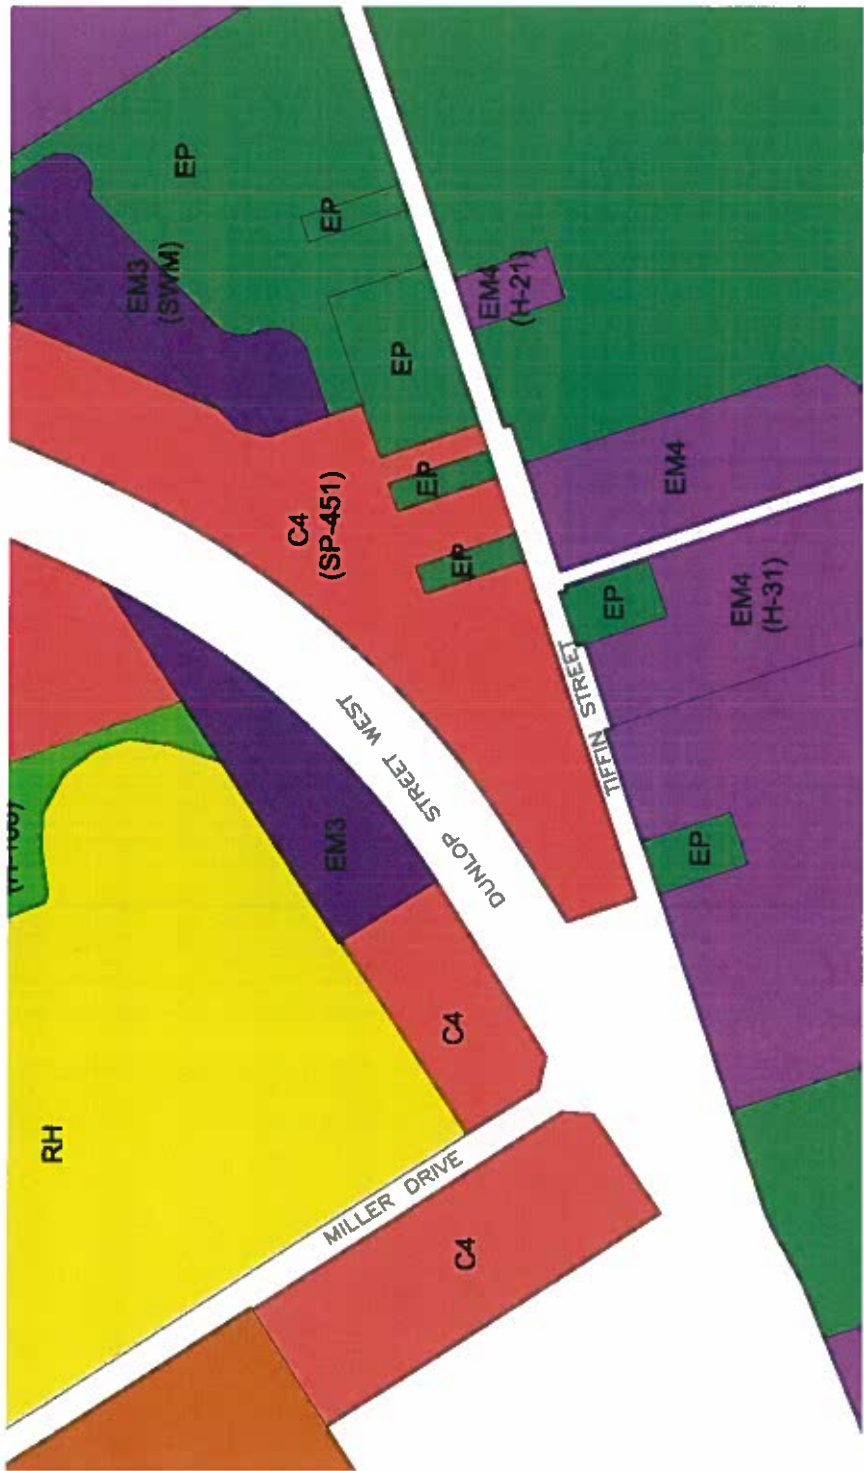 EP
EP
EM3
(SWM)
EM4
(H-21)
EP
EP
C4
(SP-451)
EM4
EP
EP
EM4
(H-31)
TIFFIN STREET
DUNLOP STREET WEST
EM3
EP
C4
RH
MILLER DRIVE
C4